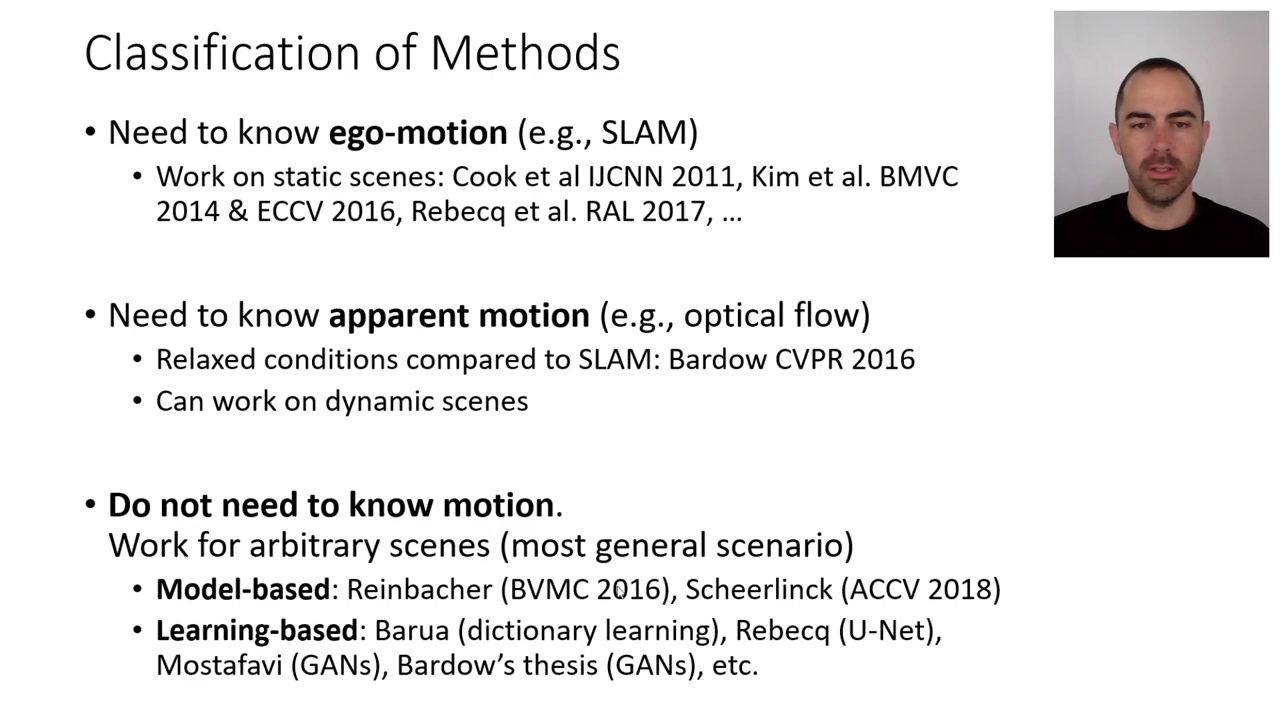 Classification of Methods
• Need to know ego-motion (e.g., SLAM)
• Work on static scenes: Cook et al IJCNN 2011, Kim et al. BMVC
2014 & ECCV 2016, Rebecq et al. RAL 2017, …
• Need to know apparent motion (e.g., optical flow)
• Relaxed conditions compared to SLAM: Bardow CVPR 2016
• Can work on dynamic scenes
• Do not need to know motion.
Work for arbitrary scenes (most general scenario)
• Model-based: Reinbacher (BVMC 2016), Scheerlinck (ACCV 2018)
• Learning-based: Barua (dictionary learning), Rebecq (U-Net),
Mostafavi (GANs), Bardow’s thesis (GANs), etc.